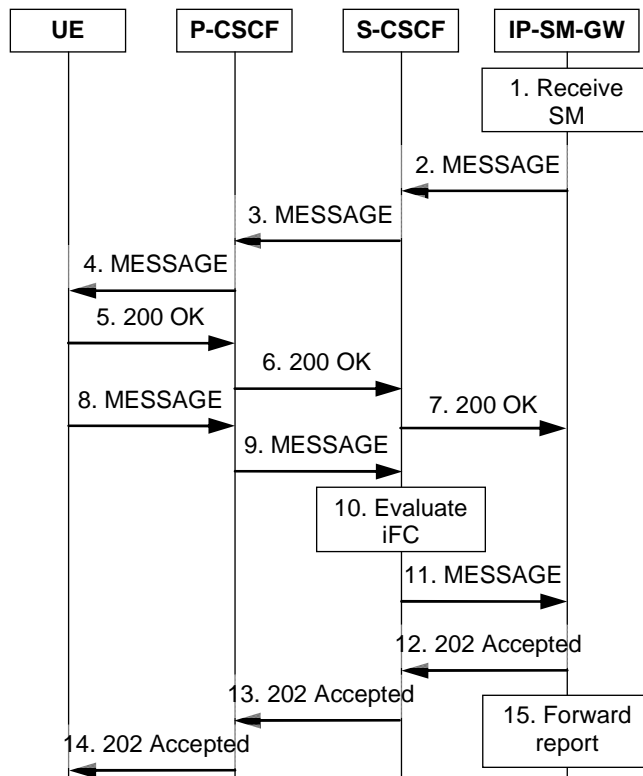 UE P-CSCF S-CSCF IP-SM-GW
1. Receive
SM
2. MESSAGE
3. MESSAGE
4. MESSAGE
5. 200 OK
6. 200 OK
8. MESSAGE
7. 200 OK
9. MESSAGE
10. Evaluate
iFC
11. MESSAGE
12. 202 Accepted
13. 202 Accepted
15. Forward
report
14. 202 Accepted